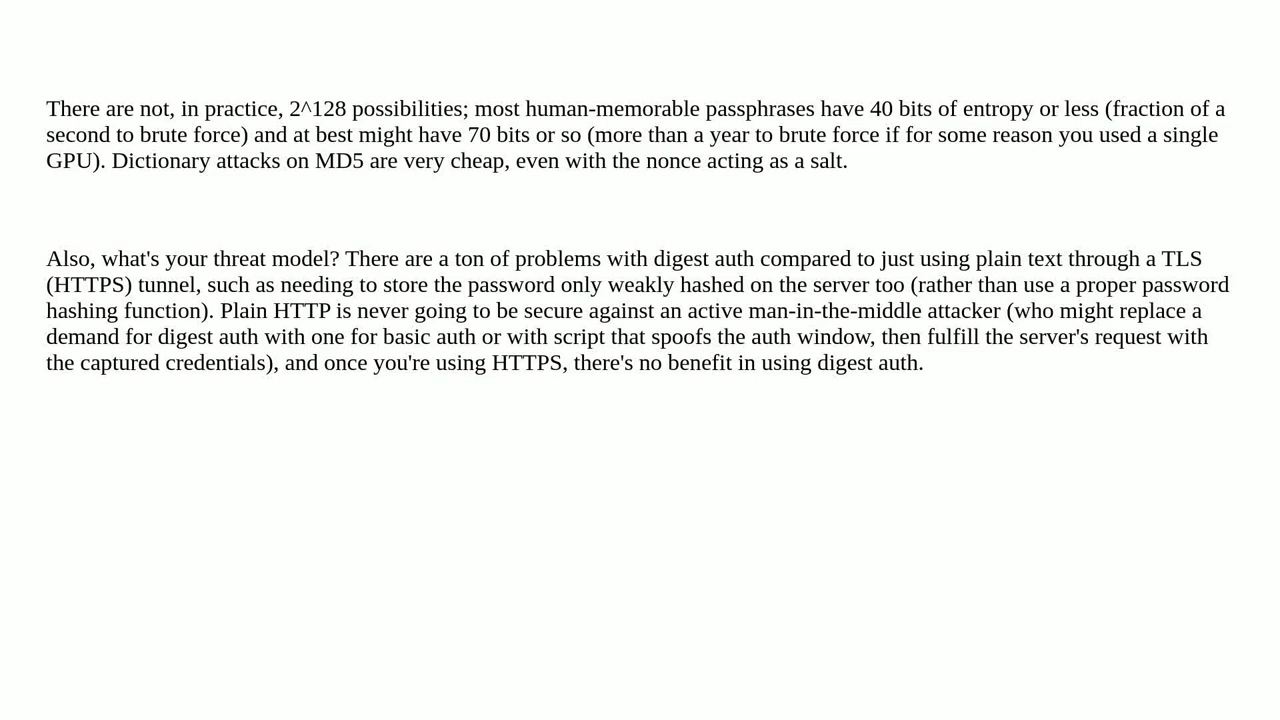 There are not, in practice, 2^128 possibilities; most human-memorable passphrases have 40 bits of entropy or less (fraction of a
second to brute force) and at best might have 70 bits or so (more than a year to brute force if for some reason you used a single
GPU). Dictionary attacks on MD5 are very cheap, even with the nonce acting as a salt.
Also, what's your threat model? There are a ton of problems with digest auth compared to just using plain text through a TLS
(HTTPS) tunnel, such as needing to store the password only weakly hashed on the server too (rather than use a proper password
hashing function). Plain HTTP is never going to be secure against an active man-in-the-middle attacker (who might replace a
demand for digest auth with one for basic auth or with script that spoofs the auth window, then fulfill the server's request with
the captured credentials), and once you're using HTTPS, there's no benefit in using digest auth.